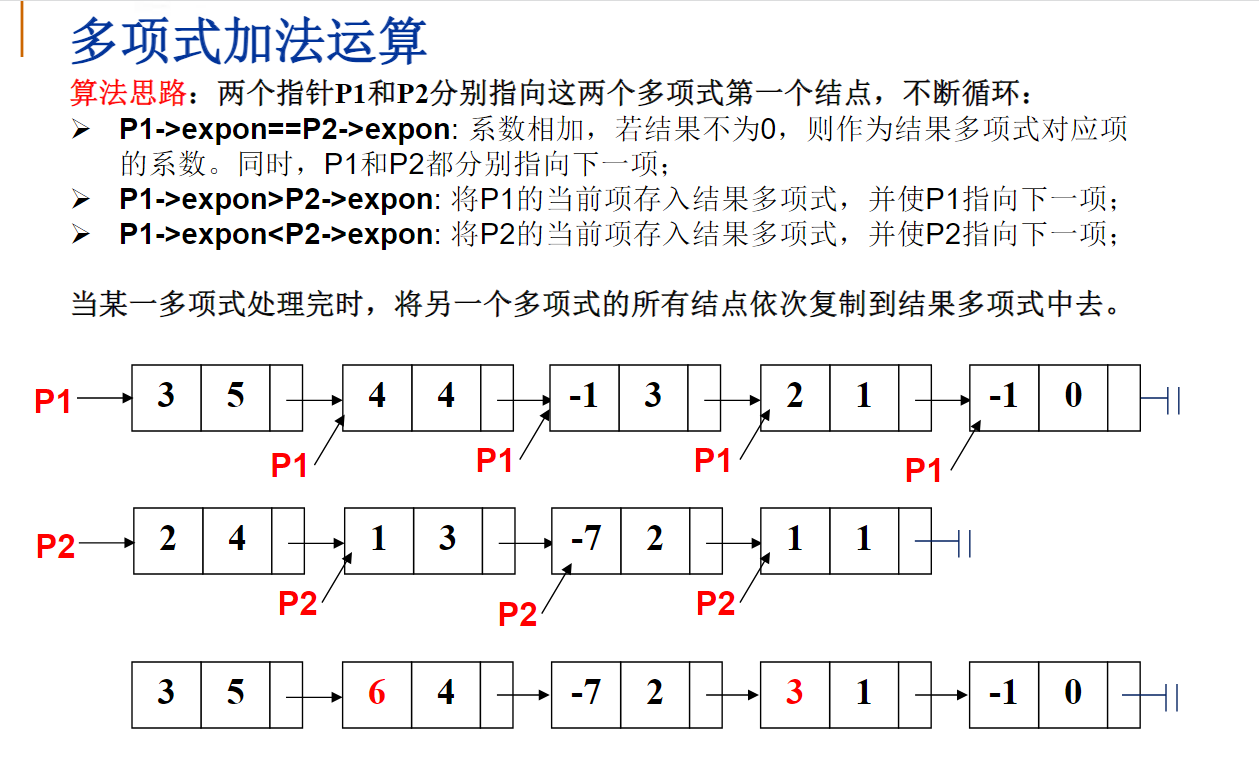 多项式加法运算
算法思路：两个指针P1和P2分别指向这两个多项式第一个结点，不断循环：
➢ P1->expon==P2->expon: 系数相加，若结果不为0，则作为结果多项式对应项
的系数。同时，P1和P2都分别指向下一项；
➢ P1->expon>P2->expon: 将P1的当前项存入结果多项式，并使P1指向下一项；
➢ P1->expon<P2->expon: 将P2的当前项存入结果多项式，并使P2指向下一项；
当某一多项式处理完时，将另一个多项式的所有结点依次复制到结果多项式中去。
P1 3 5 4 4 -1 3 2 1 -1 0
P1 P1 P1 P1
P2 2 4 1 3 -7 2 1 1
P2 P2 P2
3 5 6 4 -7 2 3 1 -1 0